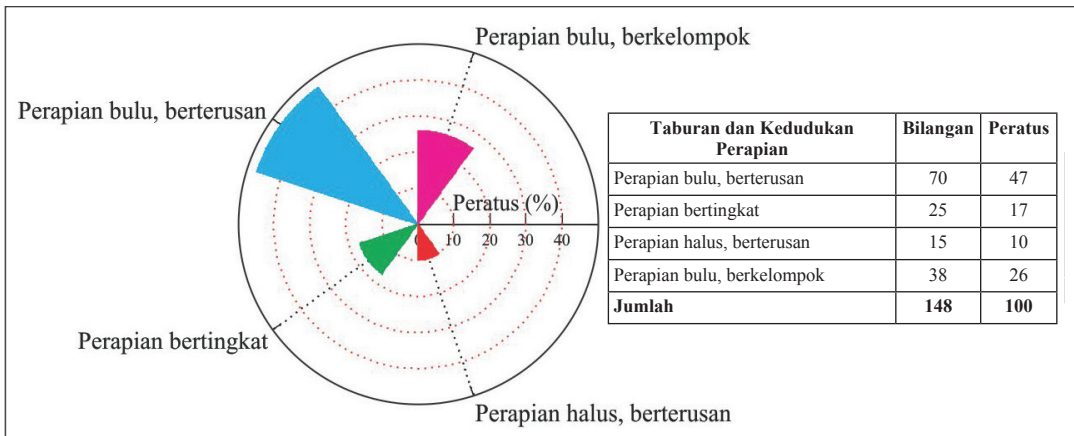 Perapian bulu, berkelompok
Perapian bulu, berterusan
Peratus (%)
0 10 20 30 40
Perapian bertingkat
Perapian halus, berterusan
Taburan dan Kedudukan Perapian Bilangan Peratus
Perapian bulu, berterusan 70 47
Perapian bertingkat 25 17
Perapian halus, berterusan 15 10
Perapian bulu, berkelompok 38 26
Jumlah 148 100